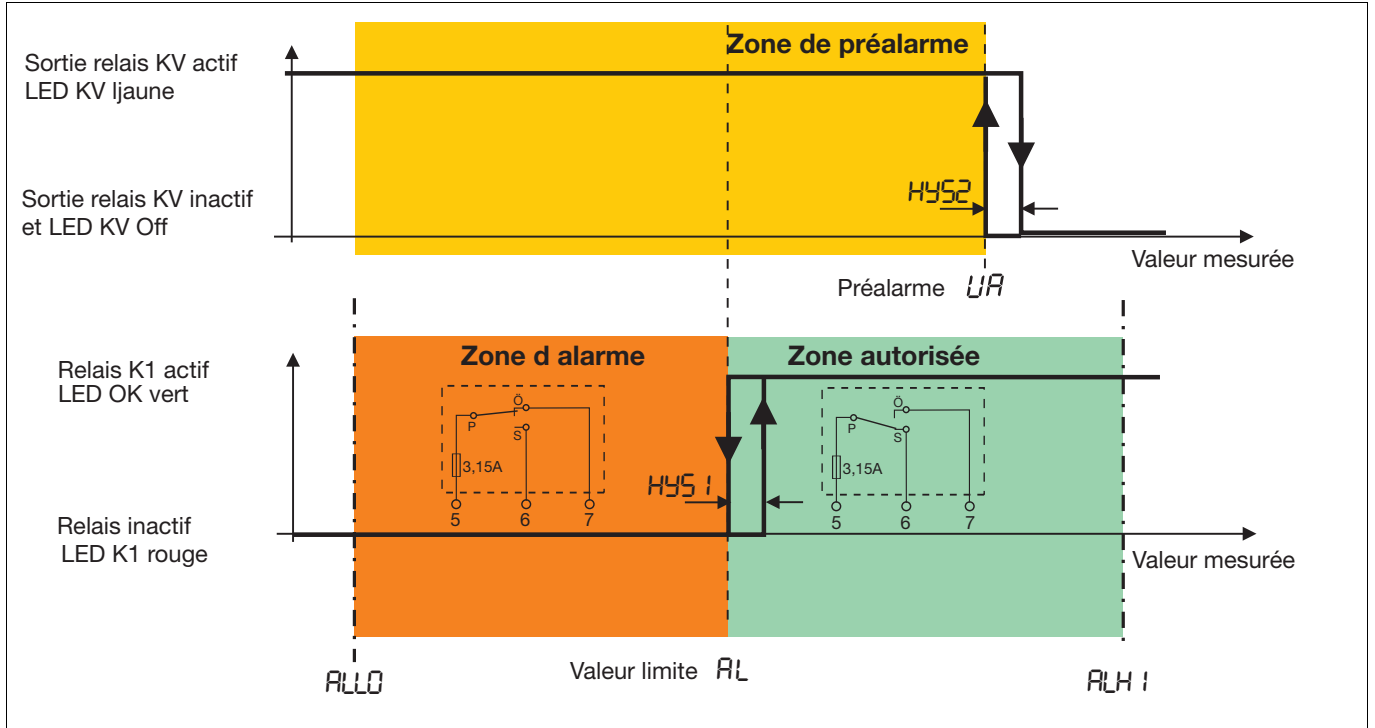 Zone de préalarme
Sortie relais KV actif
LED KV ljaune
Sortie relais KV inactif
et LED KV Off
HYS2
Valeur mesurée
Préalarme UA
Zone d alarme
Zone autorisée
Relais K1 actif
LED OK vert
Ö
P
S
3,15A
5 6 7
Ö
P
S
3,15A
5 6 7
HYS1
Relais inactif
LED K1 rouge
Valeur mesurée
ALLO
Valeur limite AL
ALHI